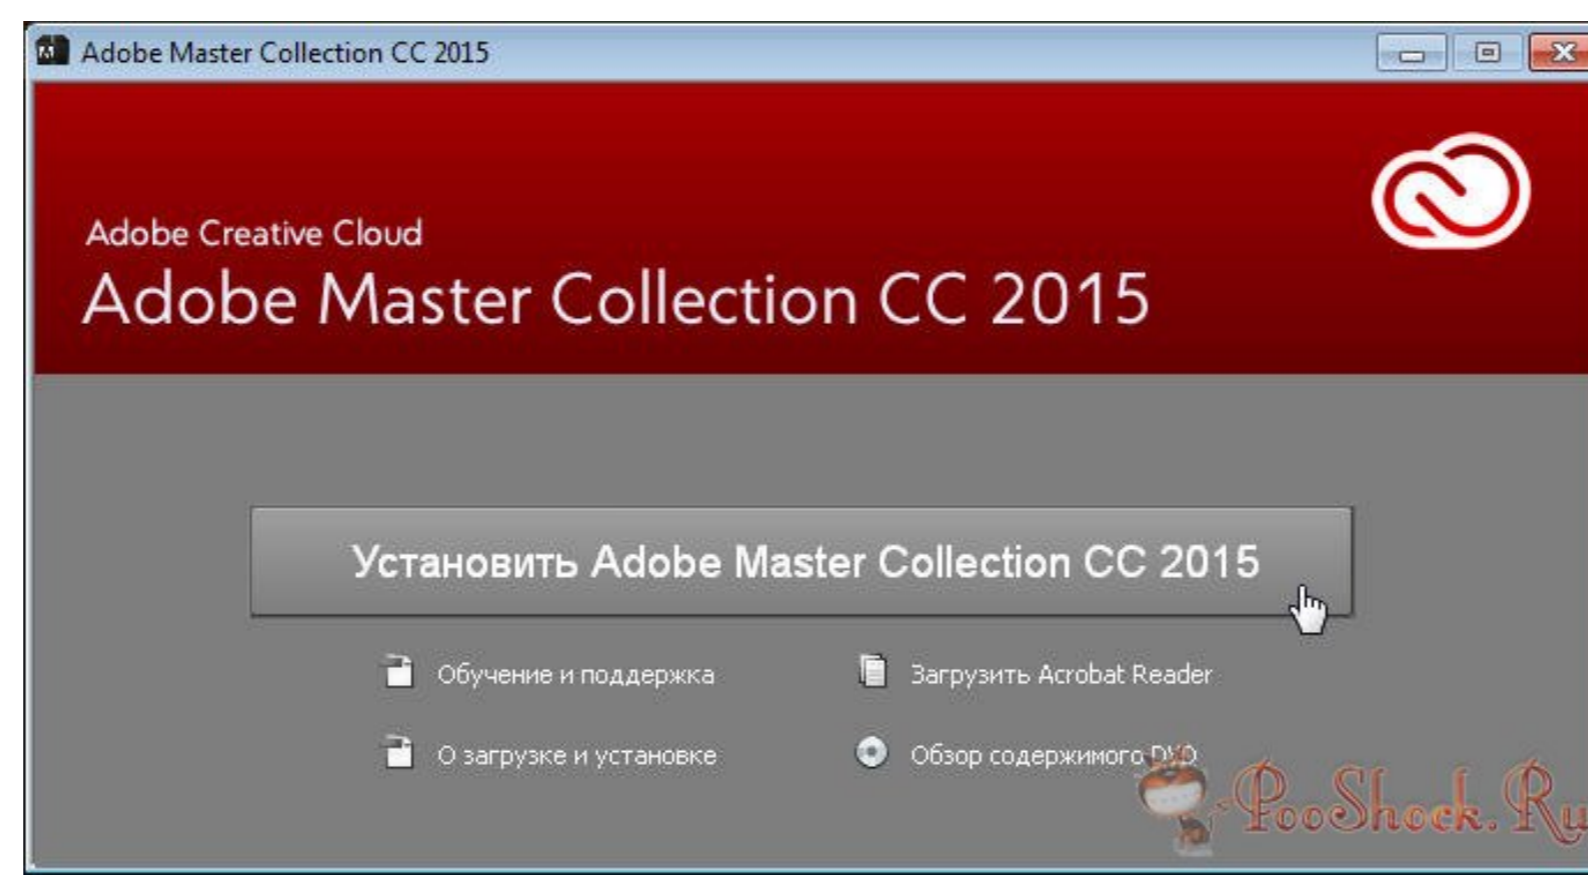 Adobe Master Collection CC 2015
Adobe Creative Cloud
Adobe Master Collection CC 2015
Установить Adobe Master Collection CC 2015
Обучение и поддержка
Загрузить Acrobat Reader
О загрузке и установке
Обзор содержимого DVD
PooShock.Ru